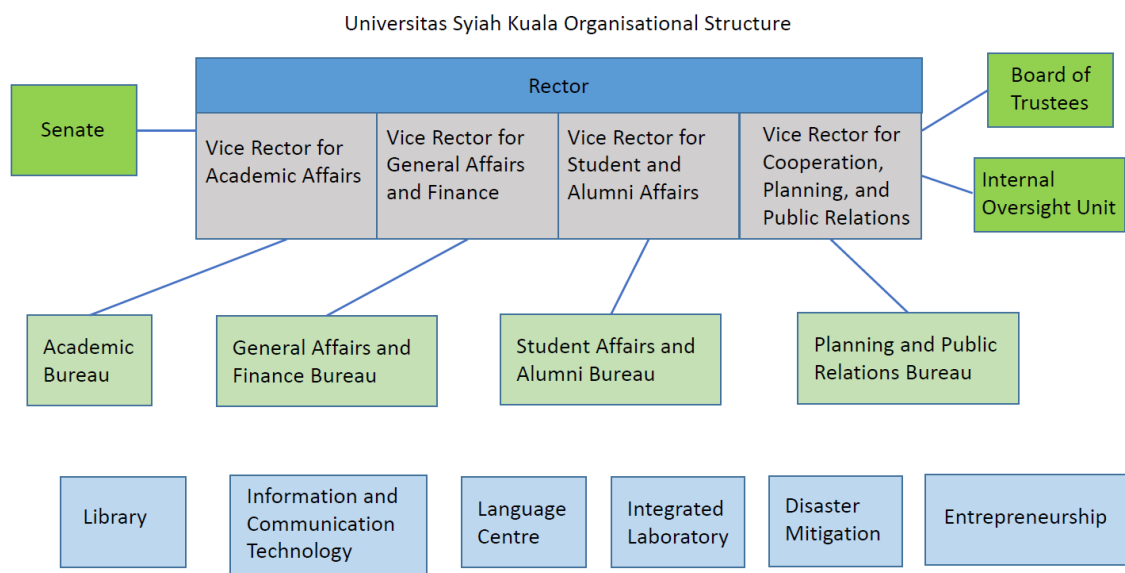 Universitas Syiah Kuala Organisational Structure
Rector
Senate
Board of
Trustees
Vice Rector for
Academic Affairs
Vice Rector for
General Affairs
and Finance
Vice Rector for
Student and
Alumni Affairs
Vice Rector for
Cooperation,
Planning, and
Public Relations
Internal
Oversight Unit
Academic
Bureau
General Affairs and
Finance Bureau
Student Affairs and
Alumni Bureau
Planning and Public
Relations Bureau
Library
Information and
Communication
Technology
Language
Centre
Integrated
Laboratory
Disaster
Mitigation
Entrepreneurship